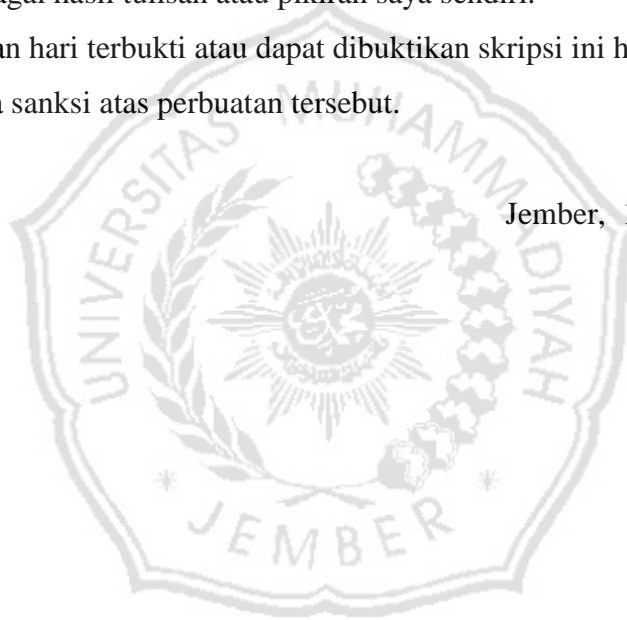 agai hasil tulisan atau pikiran saya sendiri.
an hari terbukti atau dapat dibuktikan skripsi ini h
a sanksi atas perbuatan tersebut.
Jember,
UNIVERSITAS MUHAMMADIYAH
JEMBER